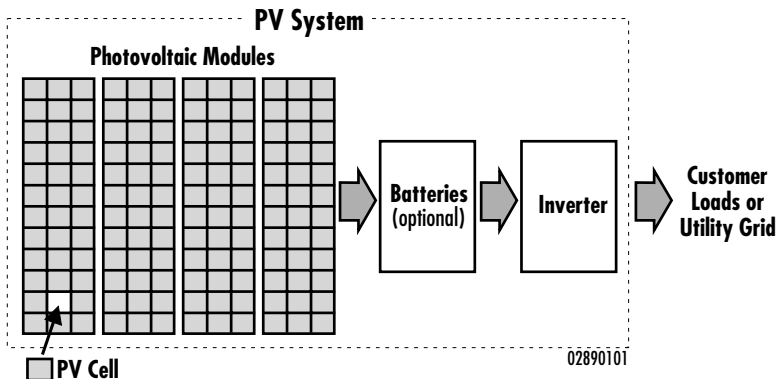 PV System
Photovoltaic Modules
Batteries
(optional)
Inverter
Customer
Loads or
Utility Grid
02890101
PV Cell